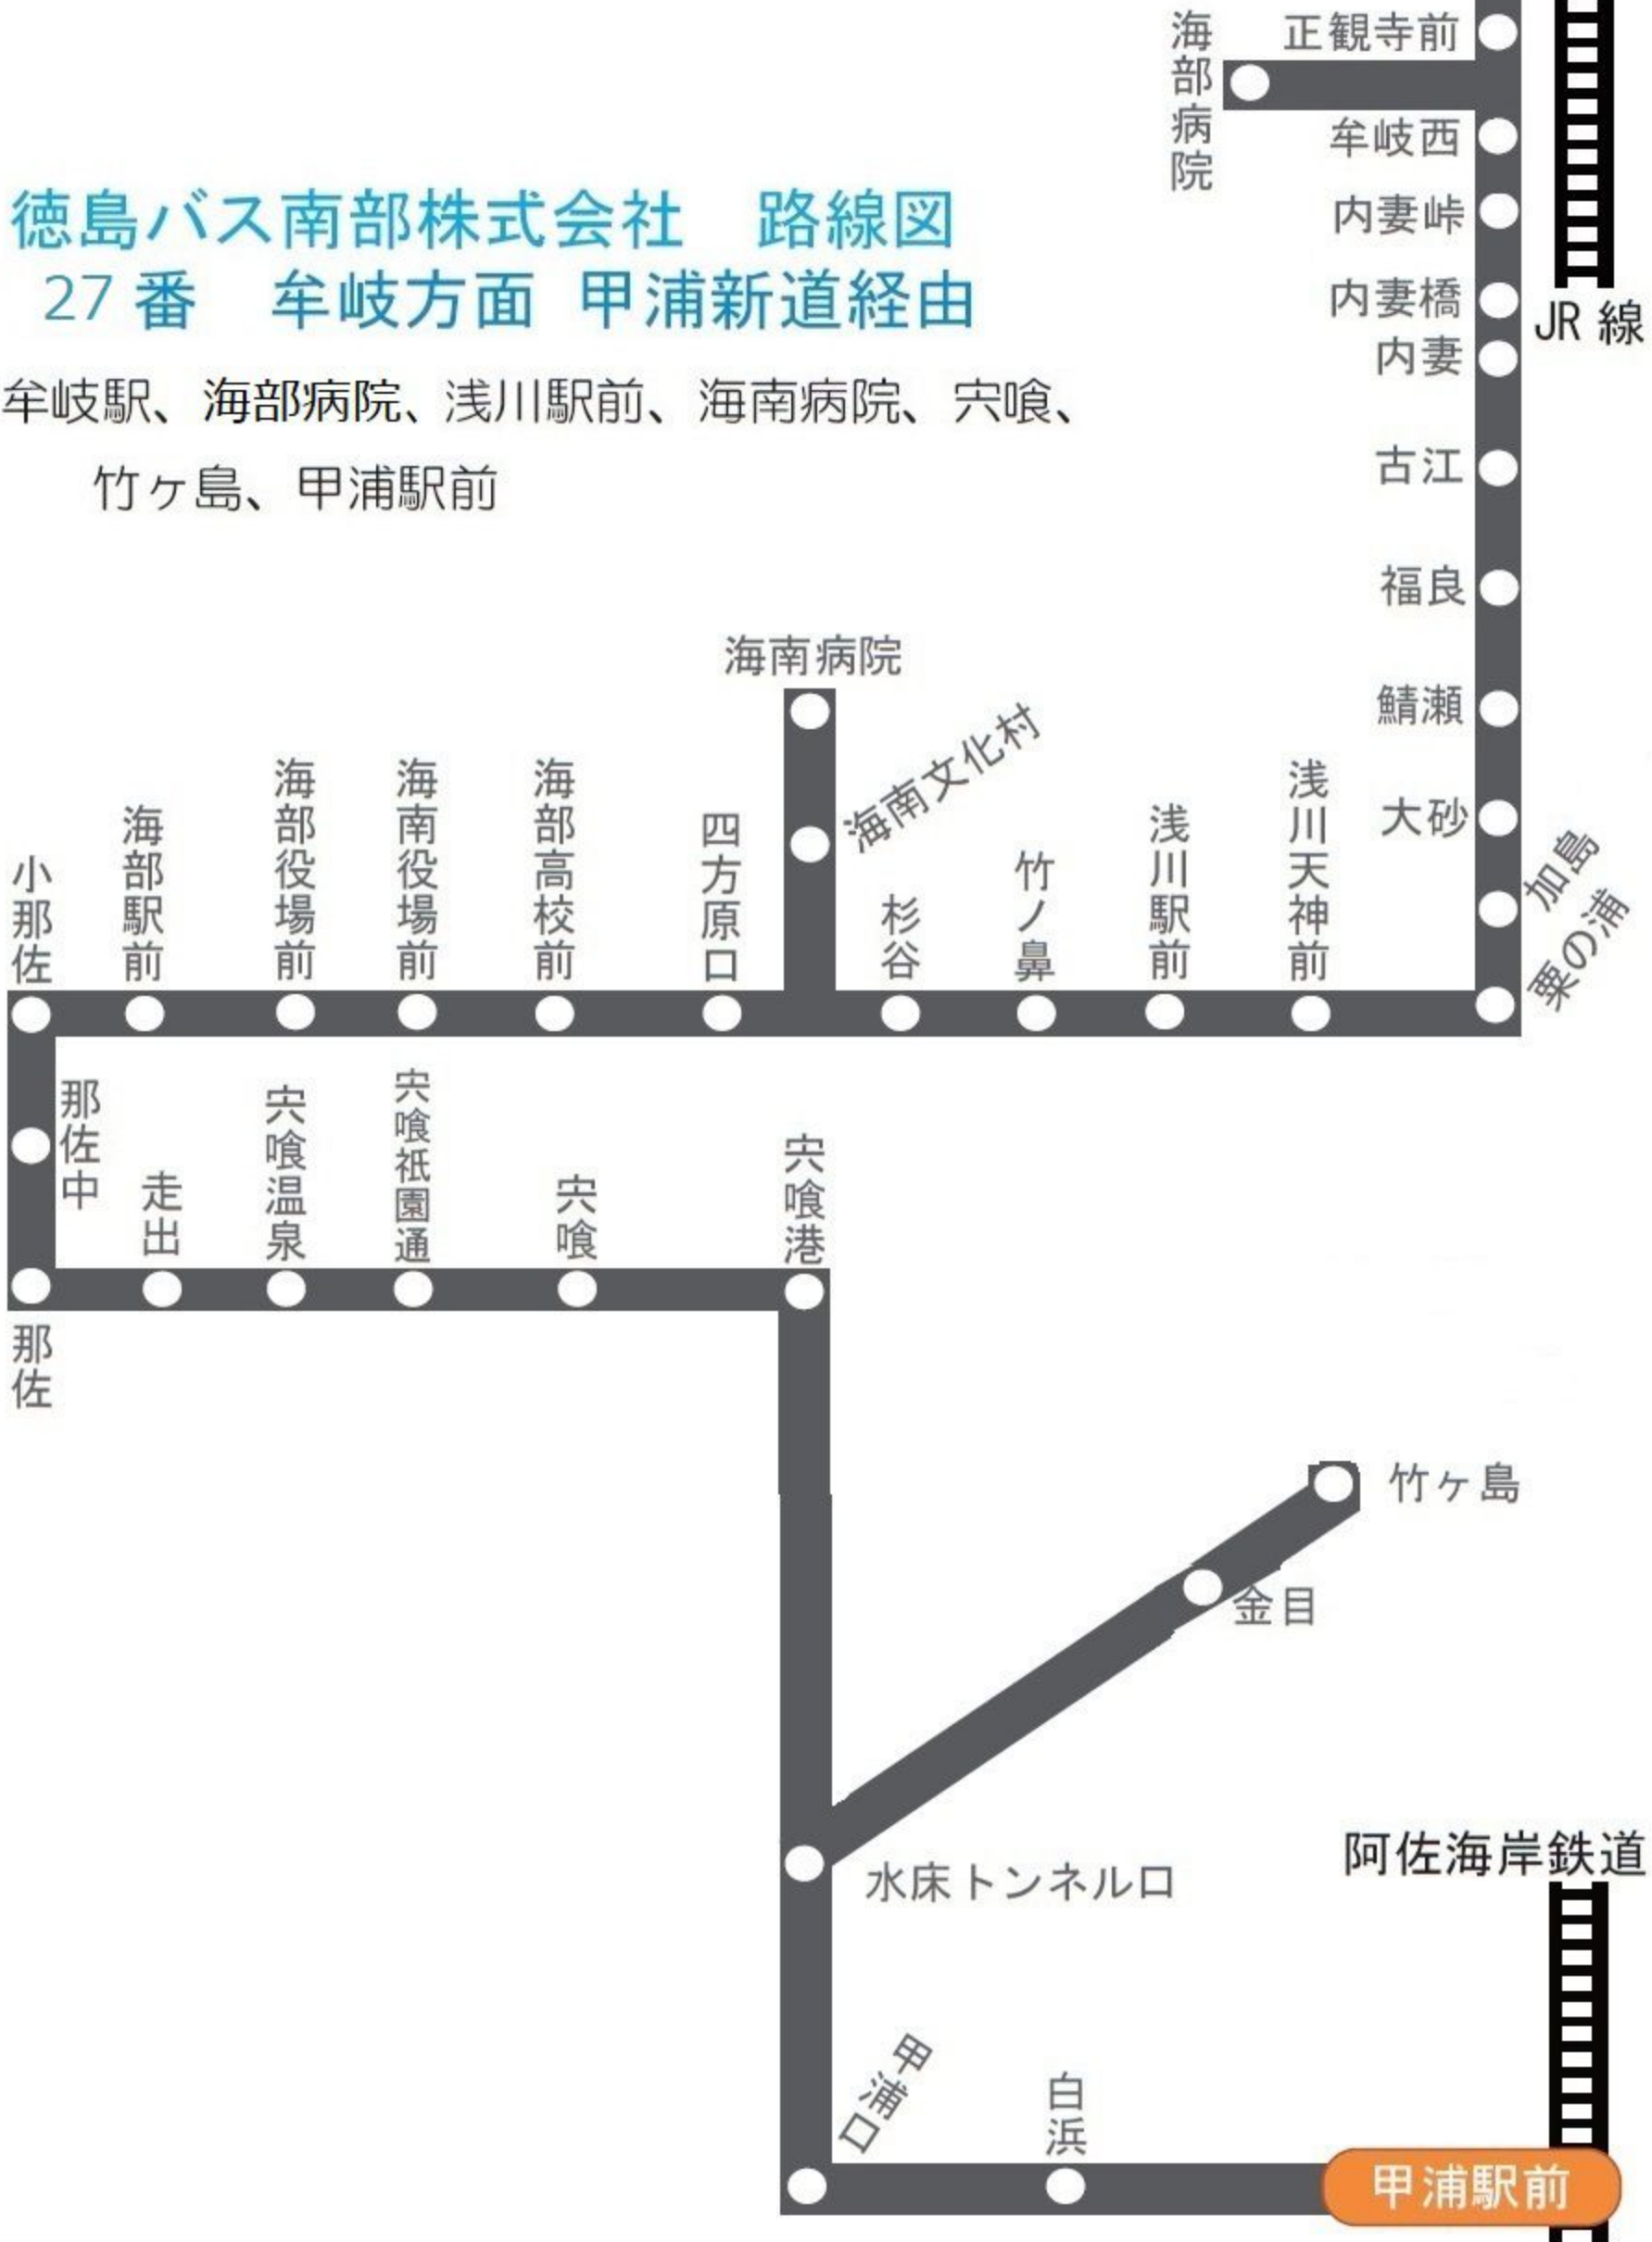 海部病院
正観寺前
牟岐西
徳島バス南部株式会社　路線図
27番　牟岐方面 甲浦新道経由
内妻峠
内妻橋
JR 線
内妻
牟岐駅、海部病院、浅川駅前、海南病院、宍喰、
竹ヶ島、甲浦駅前
古江
福良
鯖瀬
大砂
加島
粟の浦
海南病院
海南文化村
小那佐
海部駅前
海部役場前
海南役場前
海部高校前
四方原口
杉谷
竹ノ鼻
浅川駅前
浅川天神前
那佐中
走出
宍喰温泉
宍喰祇園通
宍喰
宍喰港
那佐
竹ヶ島
金目
水床トンネル口
阿佐海岸鉄道
甲浦口
白浜
甲浦駅前